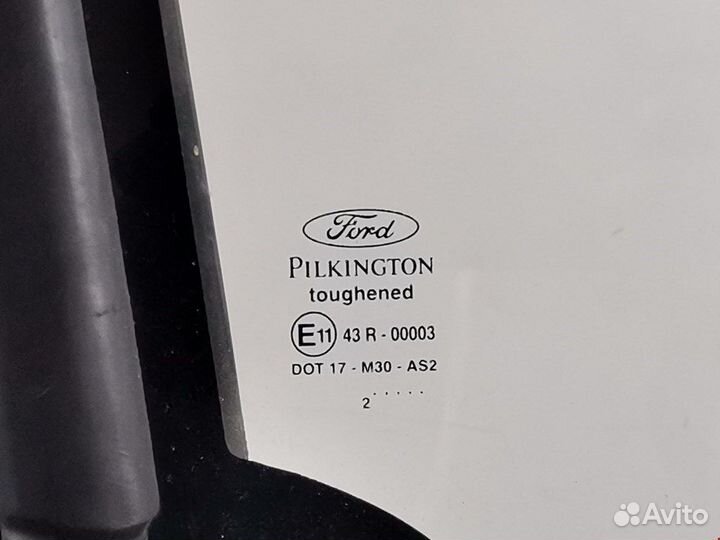 Ford
PILKINGTON
toughened
E11 43 R - 00003
DOT 17 - M30 - AS2
2 . . . . .
Avito